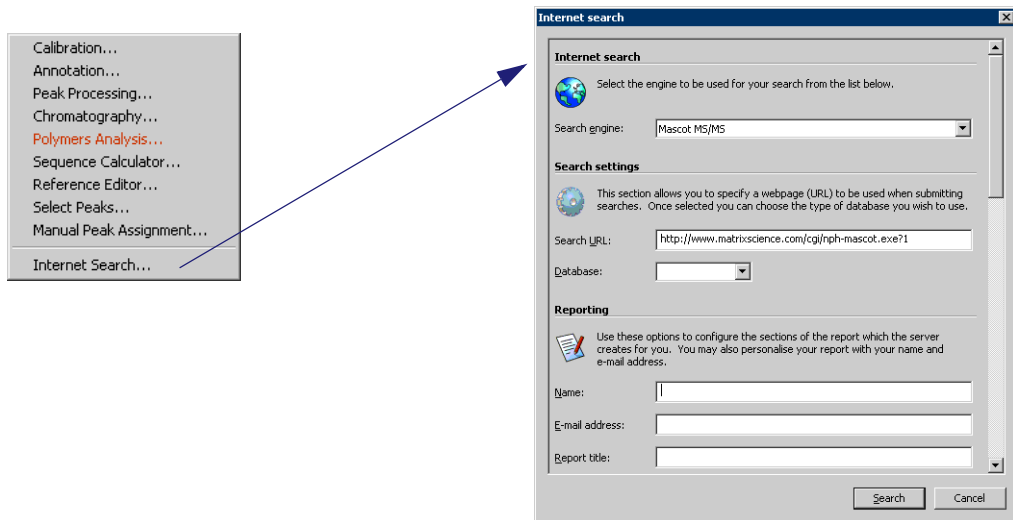 Calibration...
Annotation...
Peak Processing...
Chromatography...
Polymers Analysis...
Sequence Calculator...
Reference Editor...
Select Peaks...
Manual Peak Assignment...
Internet Search...
Internet search
Internet search
Select the engine to be used for your search from the list below.
Search engine: Mascot MS/MS
Search settings
This section allows you to specify a webpage (URL) to be used when submitting
searches. Once selected you can choose the type of database you wish to use.
Search URL: http://www.matrixscience.com/cgi/nph-mascot.exe?1
Database:
Reporting
Use these options to configure the sections of the report which the server
creates for you. You may also personalise your report with your name and
e-mail address.
Name:
E-mail address:
Report title:
Search Cancel